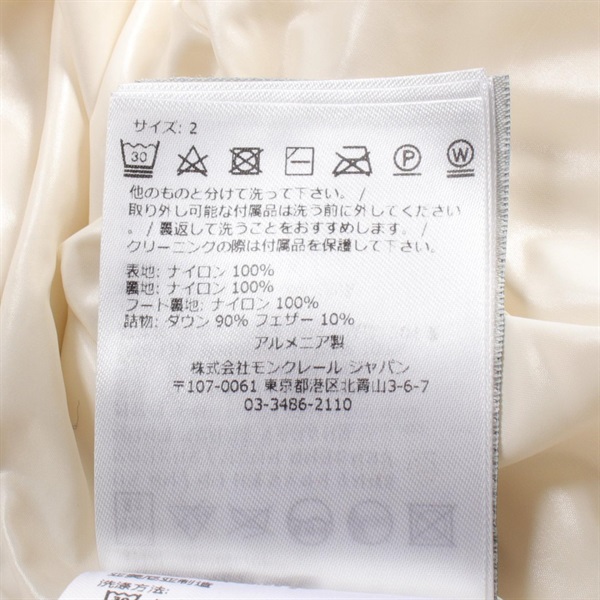 サイズ: 2
30
P
W
他のものと分けて洗って下さい。/
取り外し可能な付属品は洗う前に外してください
。/ 裏返して洗うことをおすすめします。/
クリーニングの際は付属品を保護して下さい。
表地: ナイロン 100%
裏地: ナイロン 100%
フート裏地: ナイロン 100%
詰物: ダウン 90% フェザー 10%
アルメニア製
株式会社モンクレール ジャパン
〒107-0061 東京都港区北青山3-6-7
03-3486-2110
洗涤方法:
30